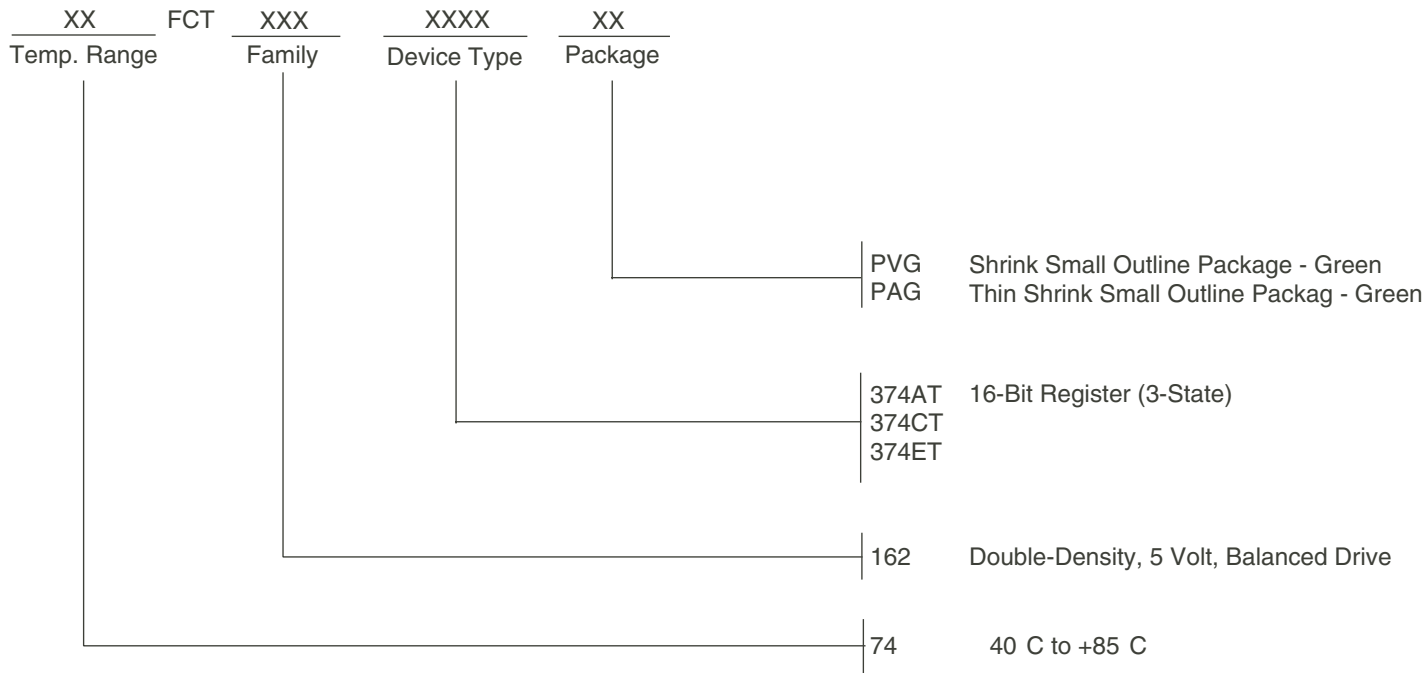 XX FCT XXX XXXX XX
Temp. Range Family Device Type Package
PVG Shrink Small Outline Package - Green
PAG Thin Shrink Small Outline Packag - Green
374AT 16-Bit Register (3-State)
374CT
374ET
162 Double-Density, 5 Volt, Balanced Drive
74 40 C to +85 C